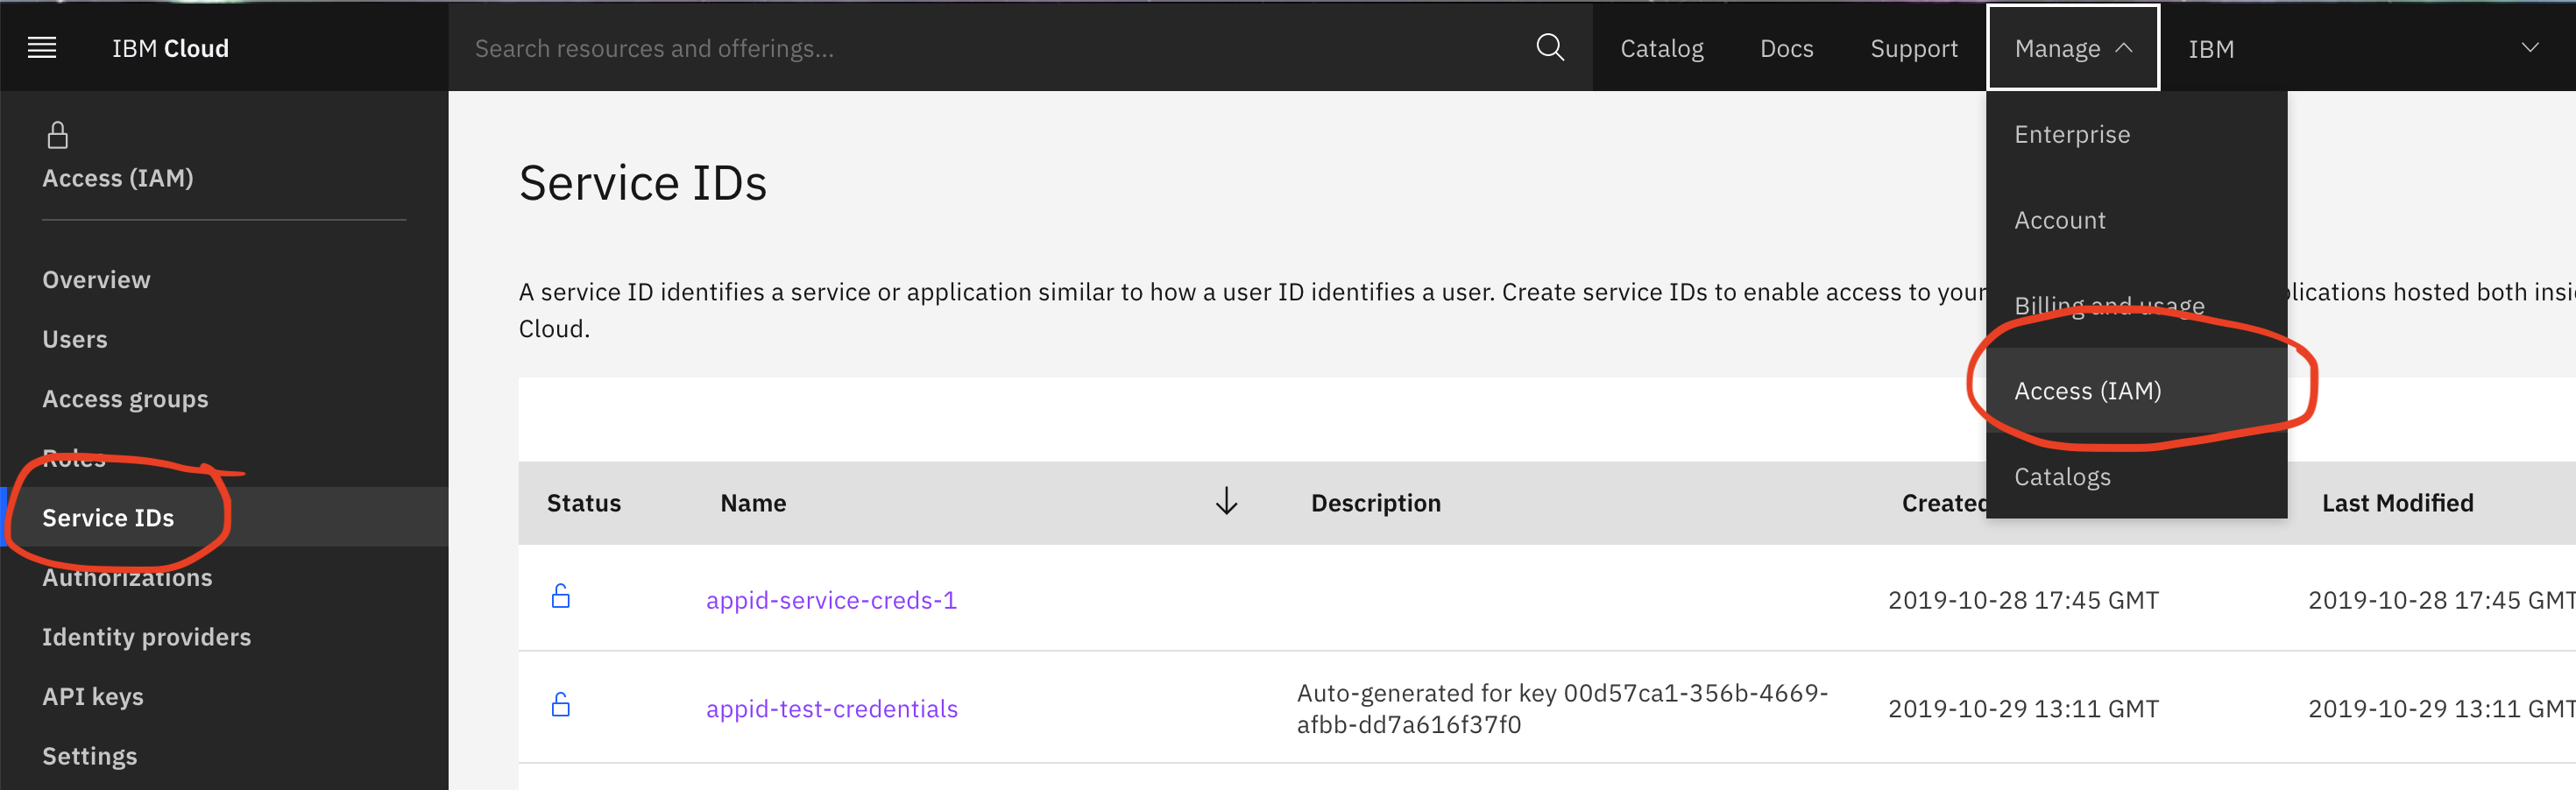 IBM Cloud
Search resources and offerings...
Catalog
Docs
Support
Manage
IBM
Access (IAM)
Overview
Users
Access groups
Roles
Service IDs
Authorizations
Identity providers
API keys
Settings
Enterprise
Account
Billing and usage
Access (IAM)
Catalogs
Service IDs
A service ID identifies a service or application similar to how a user ID identifies a user. Create service IDs to enable access to your
plications hosted both insi
Cloud.
Status Name Description Created Last Modified
appid-service-creds-1 2019-10-28 17:45 GMT 2019-10-28 17:45 GMT
appid-test-credentials Auto-generated for key 00d57ca1-356b-4669-
afbb-dd7a616f37f0 2019-10-29 13:11 GMT 2019-10-29 13:11 GMT